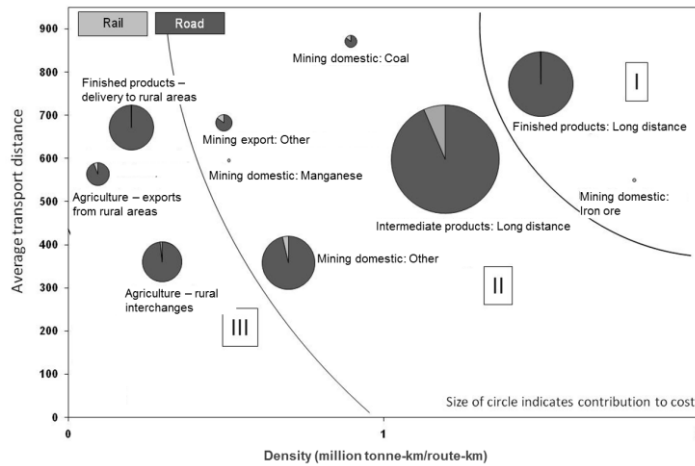 Rail
Road
Average transport distance
900
800
700
600
500
400
300
200
100
0
Mining domestic: Coal
Finished products –
delivery to rural areas
Mining export: Other
Mining domestic: Manganese
Agriculture – exports
from rural areas
Agriculture – rural
interchanges
Mining domestic: Other
Intermediate products: Long distance
Finished products: Long distance
Mining domestic:
Iron ore
I
II
III
Size of circle indicates contribution to cost
0
1
Density (million tonne-km/route-km)